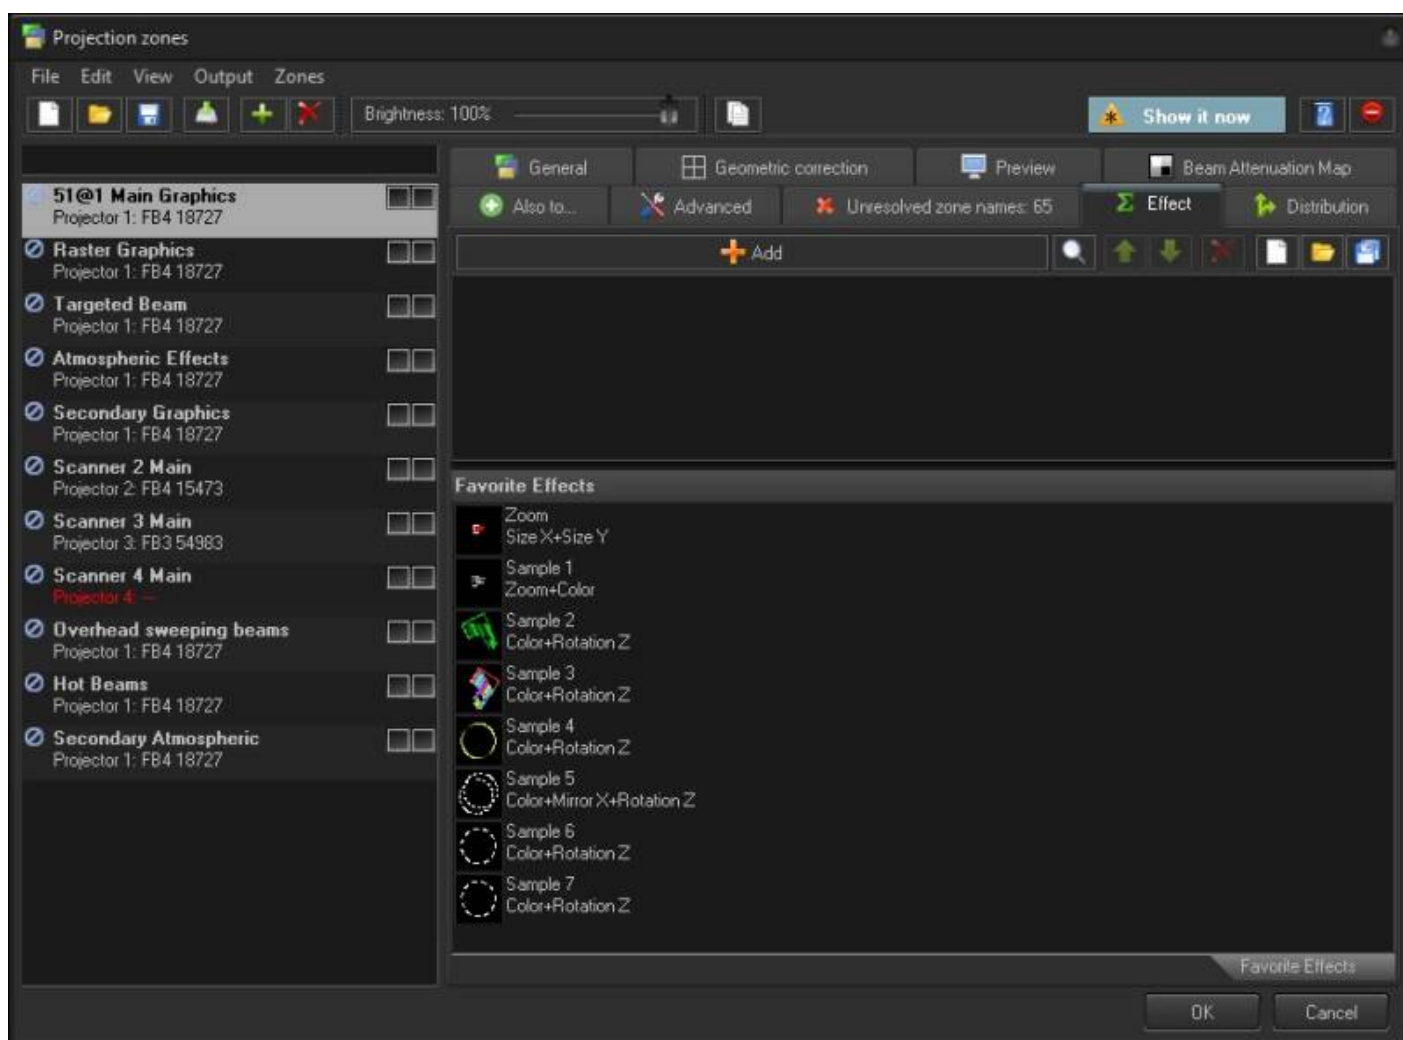 Projection zones
File Edit View Output Zones
Brightness: 100%
Show it now
General Geometric correction Preview Beam Attenuation Map
Also to... Advanced Unresolved zone names: 65 Effect Distribution
Add
51@1 Main Graphics
Projector 1: FB4 18727
Raster Graphics
Projector 1: FB4 18727
Targeted Beam
Projector 1: FB4 18727
Atmospheric Effects
Projector 1: FB4 18727
Secondary Graphics
Projector 1: FB4 18727
Scanner 2 Main
Projector 2: FB4 15473
Scanner 3 Main
Projector 3: FB3 54983
Scanner 4 Main
Projector 4: --
Overhead sweeping beams
Projector 1: FB4 18727
Hot Beams
Projector 1: FB4 18727
Secondary Atmospheric
Projector 1: FB4 18727
Favorite Effects
Zoom
Size X+Size Y
Sample 1
Zoom+Color
Sample 2
Color+Rotation Z
Sample 3
Color+Rotation Z
Sample 4
Color+Rotation Z
Sample 5
Color+Mirror X+Rotation Z
Sample 6
Color+Rotation Z
Sample 7
Color+Rotation Z
Favorite Effects
OK Cancel